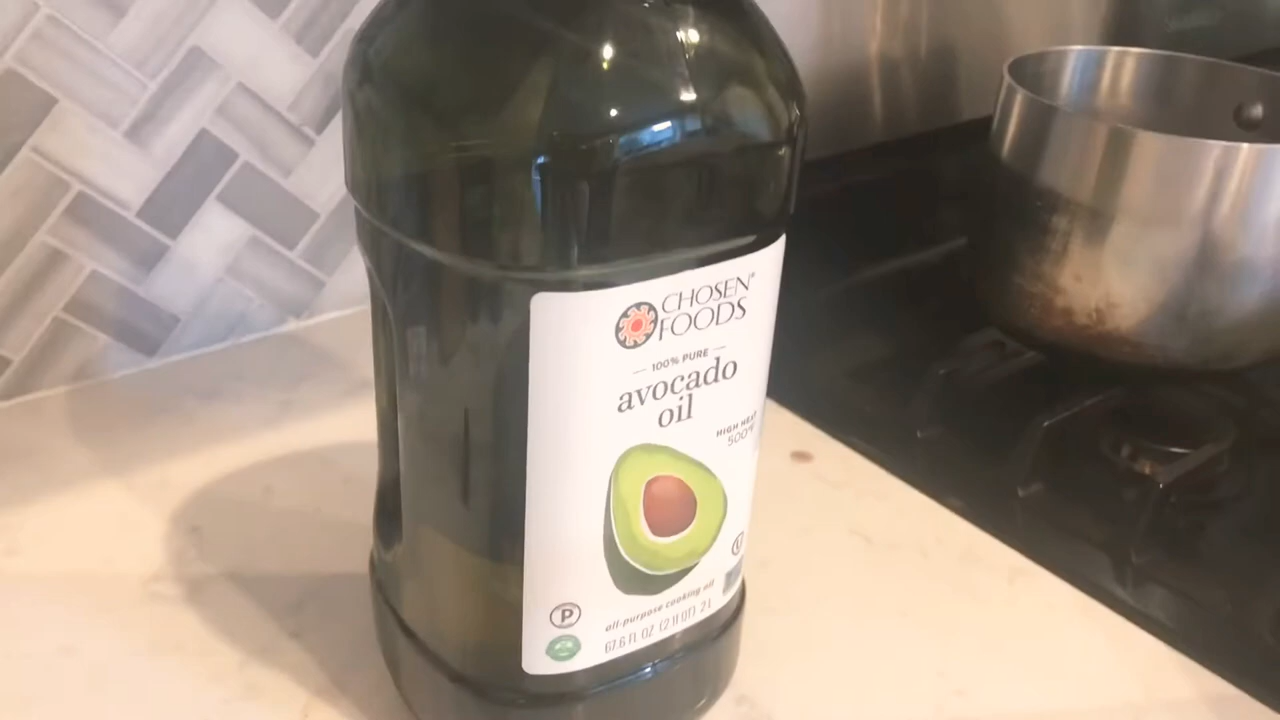 CHOSEN®
FOODS
100% PURE
avocado
oil
HIGH HEAT
500°F
U
P
all-purpose cooking oil
67.6 FL OZ (2.11 QT) 2 L